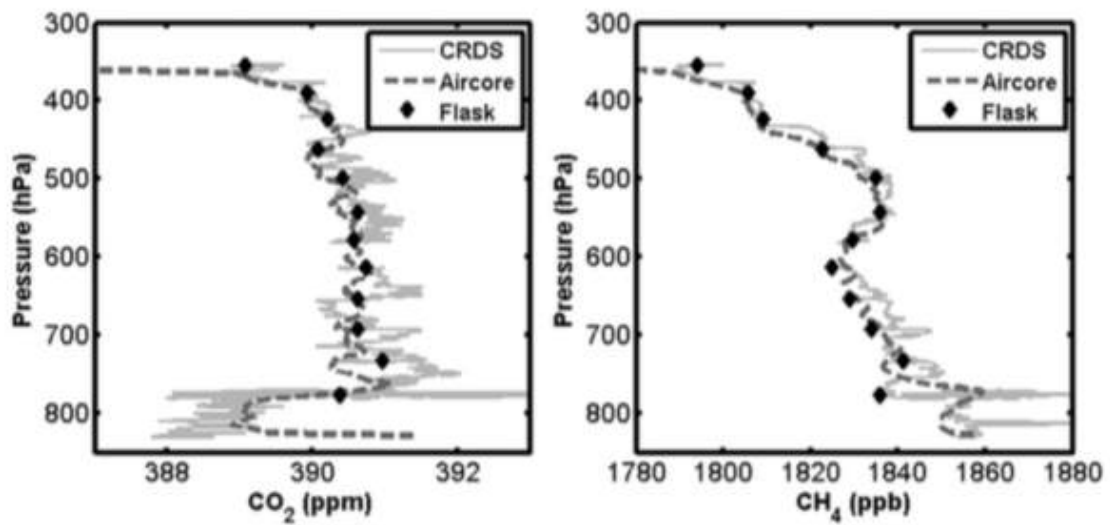 300
400
500
600
700
800
Pressure (hPa)
CRDS
Aircore
Flask
388 390 392
CO2 (ppm)
300
400
500
600
700
800
Pressure (hPa)
CRDS
Aircore
Flask
1780 1800 1820 1840 1860 1880
CH4 (ppb)